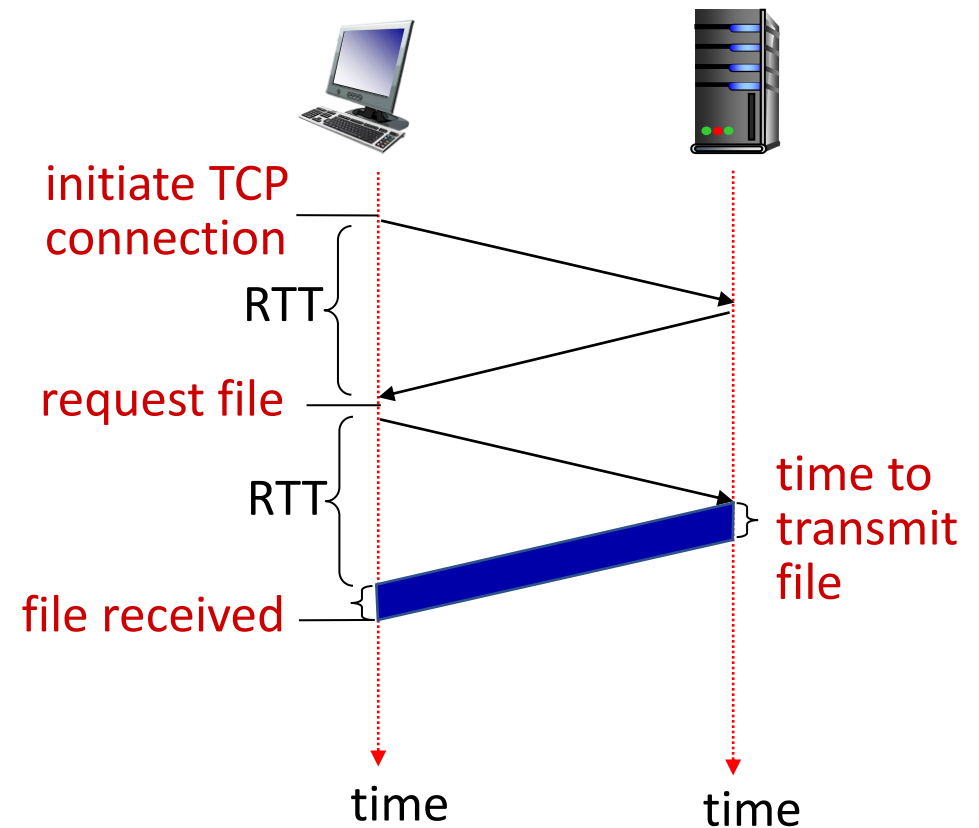 initiate TCP
connection
RTT
request file
RTT
time to
transmit
file
file received
time
time